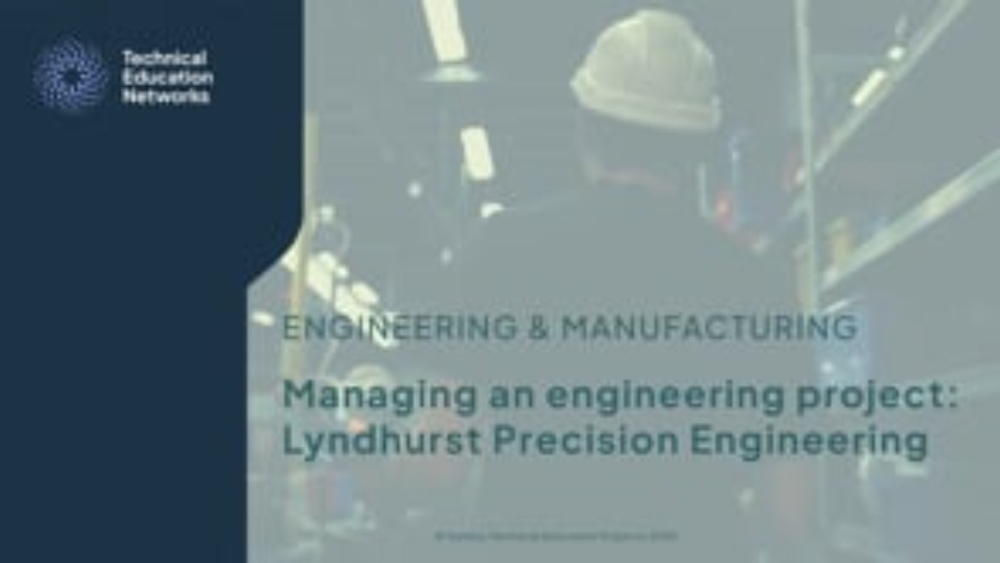 Technical
Education
Networks
ENGINEERING & MANUFACTURING
Managing an engineering project:
Lyndhurst Precision Engineering